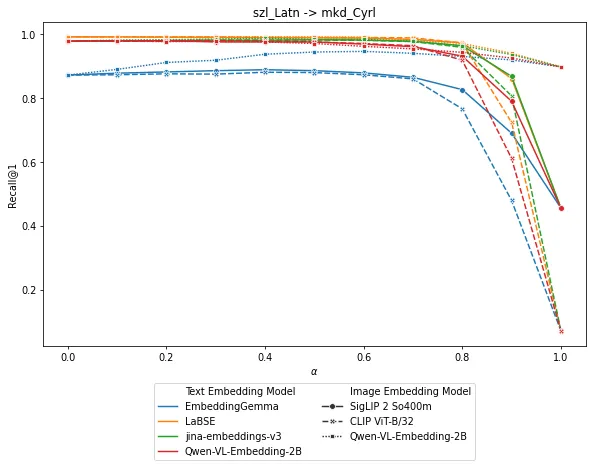 szl_Latn -> mkd_Cyrl
Recall@1
1.0
0.8
0.6
0.4
0.2
0.0 0.2 0.4 0.6 0.8 1.0
α
Text Embedding Model Image Embedding Model
EmbeddingGemma SigLIP 2 So400m
LaBSE CLIP ViT-B/32
jina-embeddings-v3 Qwen-VL-Embedding-2B
Qwen-VL-Embedding-2B